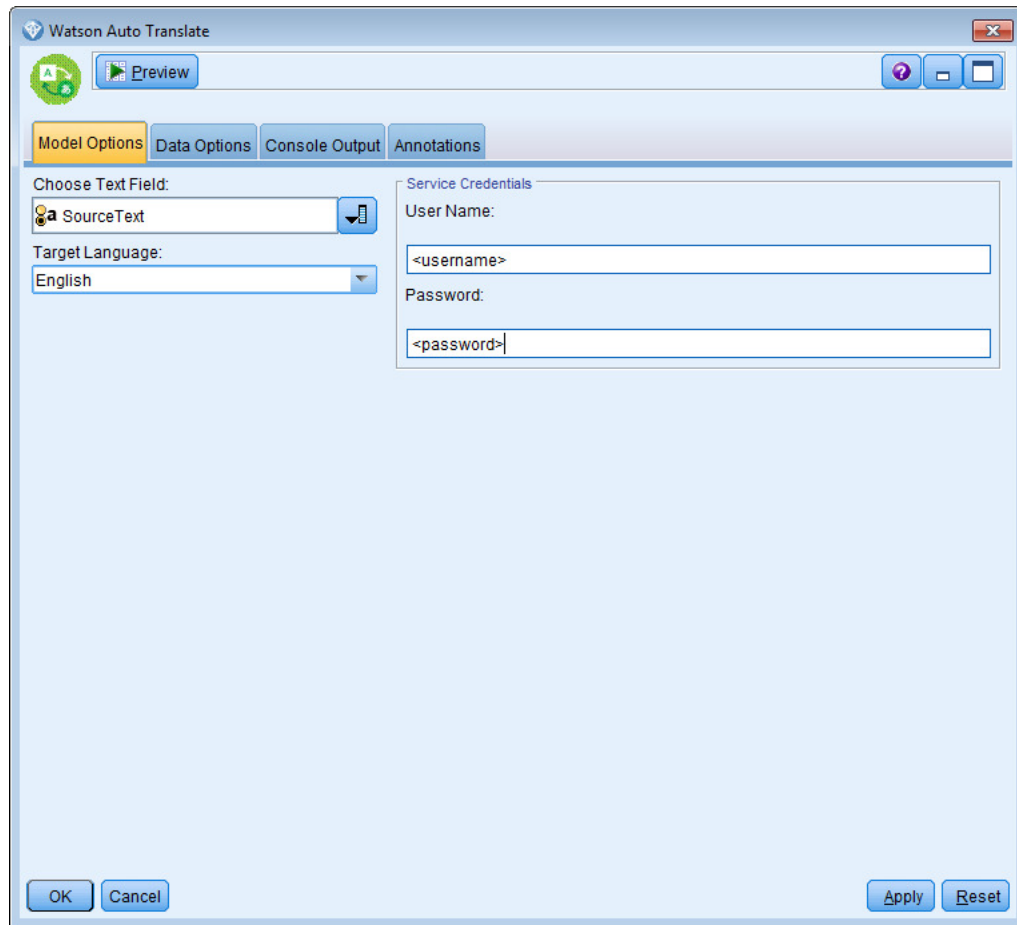 Watson Auto Translate
Preview
Model Options
Data Options
Console Output
Annotations
Choose Text Field:
SourceText
Target Language:
English
Service Credentials
User Name:
<username>
Password:
<password>
OK
Cancel
Apply
Reset